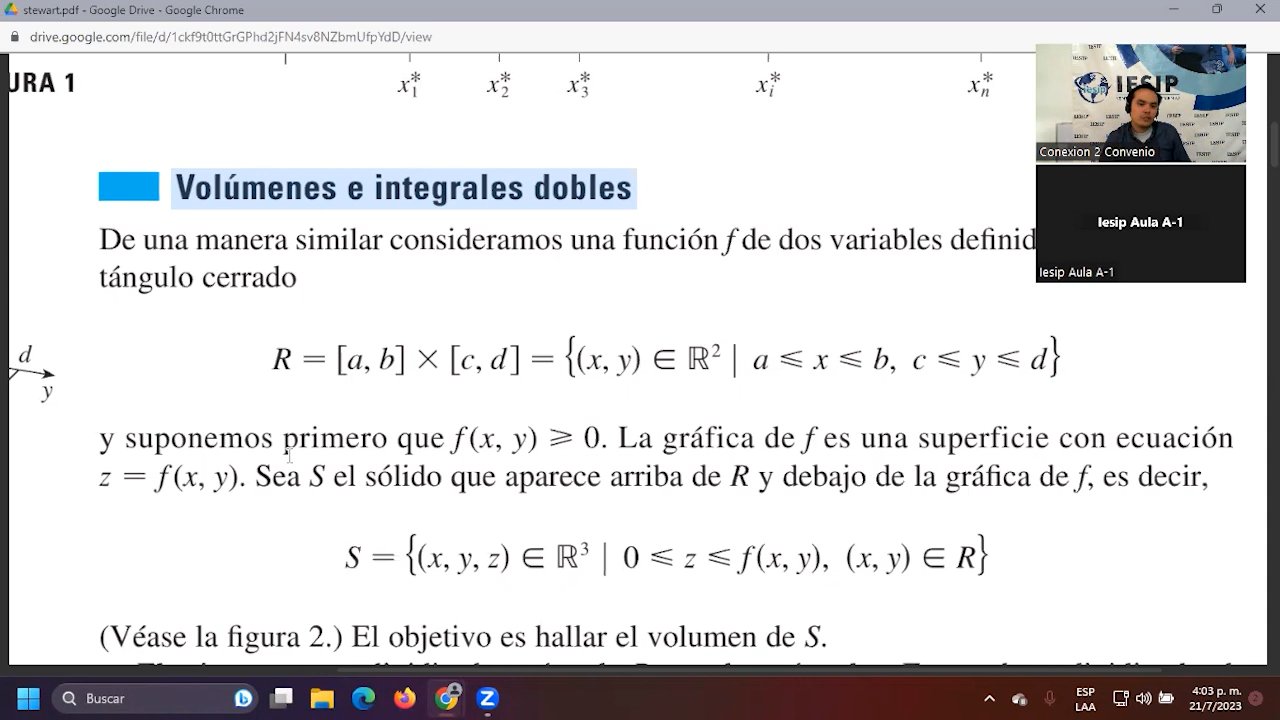 stewart.pdf - Google Drive - Google Chrome
drive.google.com/file/d/1ckf9t0ttGrGPhd2jFN4sv8NZbmUfpYdD/view
URA 1
x₁* x₂* x₃* xᵢ* xₙ*
IESIP
Conexion 2 Convenio
Iesip Aula A-1
Iesip Aula A-1
Volúmenes e integrales dobles
De una manera similar consideramos una función f de dos variables definid
tángulo cerrado
d
y
R = [a, b] × [c, d] = {(x, y) ∈ ℝ² | a ≤ x ≤ b, c ≤ y ≤ d}
y suponemos primero que f(x, y) ≥ 0. La gráfica de f es una superficie con ecuación
z = f(x, y). Sea S el sólido que aparece arriba de R y debajo de la gráfica de f, es decir,
S = {(x, y, z) ∈ ℝ³ | 0 ≤ z ≤ f(x, y), (x, y) ∈ R}
(Véase la figura 2.) El objetivo es hallar el volumen de S.
Buscar
ESP
LAA
4:03 p. m.
21/7/2023
2